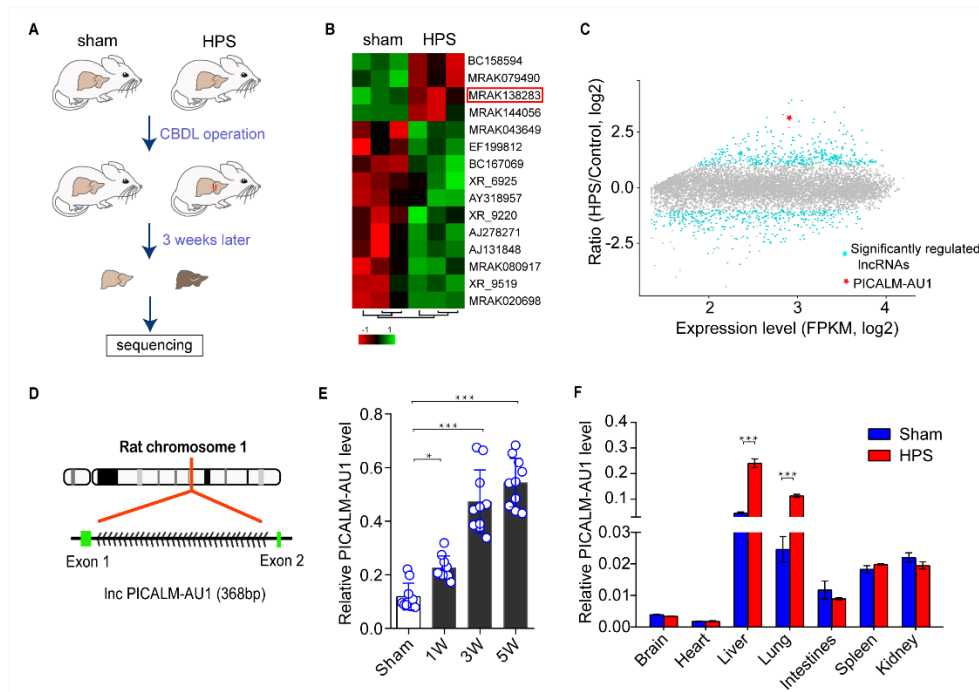 A
sham
HPS
CBDL operation
3 weeks later
sequencing
B
sham HPS
BC158594
MRAK079490
MRAK138283
MRAK144056
MRAK043649
EF199812
BC167069
XR_6925
AY318957
XR_9220
AJ278271
AJ131848
MRAK080917
XR_9519
MRAK020698
-1 1
C
Ratio (HPS/Control, log2)
2.5
0.0
-2.5
2 3 4
Expression level (FPKM, log2)
Significantly regulated
lncRNAs
PICALM-AU1
D
Rat chromosome 1
Exon 1
Exon 2
lnc PICALM-AU1 (368bp)
E
Relative PICALM-AU1 level
0.8
0.6
0.4
0.2
0.0
***
***
*
Sham 1W 3W 5W
F
Relative PICALM-AU1 level
0.4
0.3
0.2
0.1
0.03
0.02
0.01
0.00
***
***
Sham
HPS
Brain Heart Liver Lung Intestines Spleen Kidney